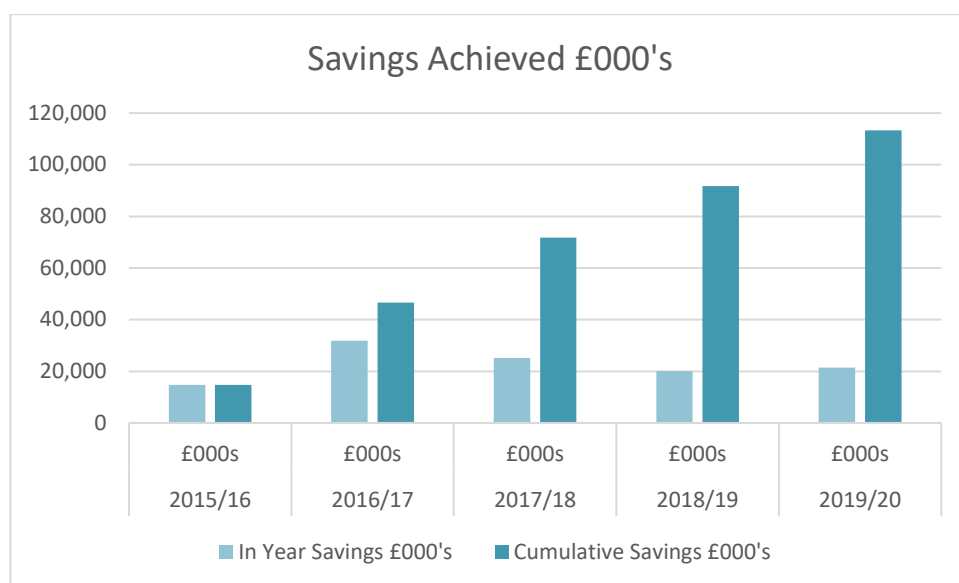 Savings Achieved £000's
120,000
100,000
80,000
60,000
40,000
20,000
0
£000s £000s £000s £000s £000s
2015/16 2016/17 2017/18 2018/19 2019/20
In Year Savings £000's Cumulative Savings £000's